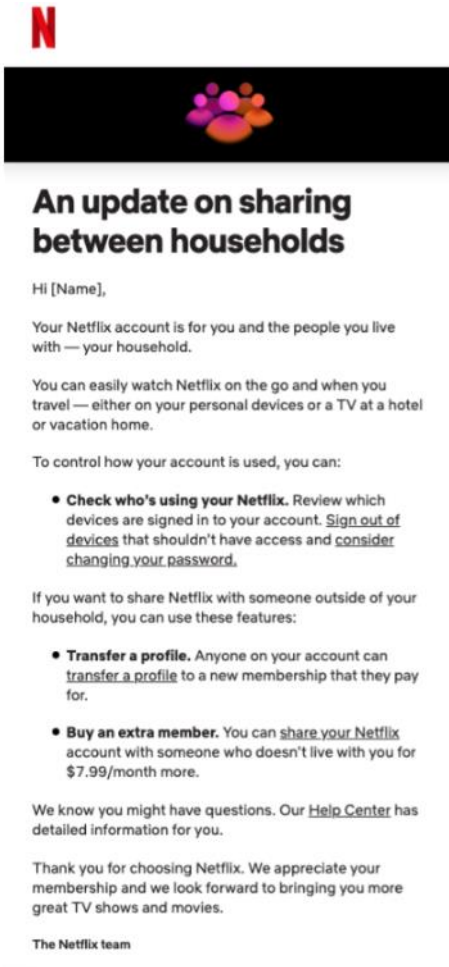 N
An update on sharing
between households
Hi [Name],
Your Netflix account is for you and the people you live
with — your household.
You can easily watch Netflix on the go and when you
travel — either on your personal devices or a TV at a hotel
or vacation home.
To control how your account is used, you can:
• Check who's using your Netflix. Review which
devices are signed in to your account. Sign out of
devices that shouldn't have access and consider
changing your password.
If you want to share Netflix with someone outside of your
household, you can use these features:
• Transfer a profile. Anyone on your account can
transfer a profile to a new membership that they pay
for.
• Buy an extra member. You can share your Netflix
account with someone who doesn't live with you for
$7.99/month more.
We know you might have questions. Our Help Center has
detailed information for you.
Thank you for choosing Netflix. We appreciate your
membership and we look forward to bringing you more
great TV shows and movies.
The Netflix team